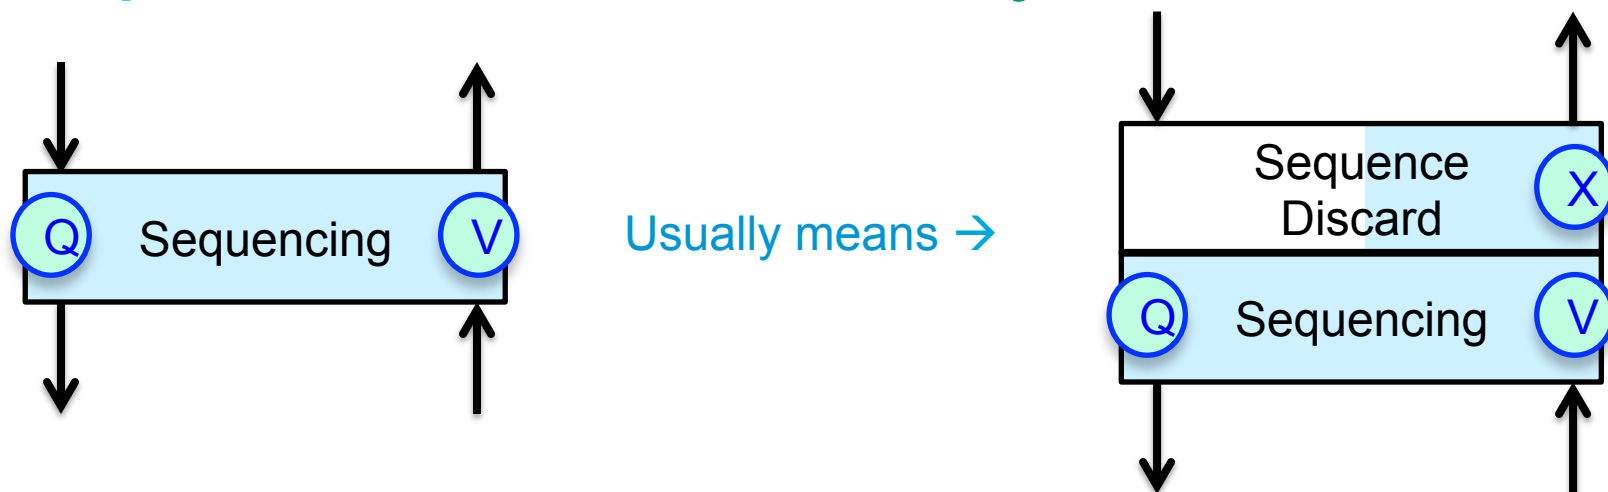 Q Sequencing V
Usually means →
Sequence
Discard
X
Q Sequencing V